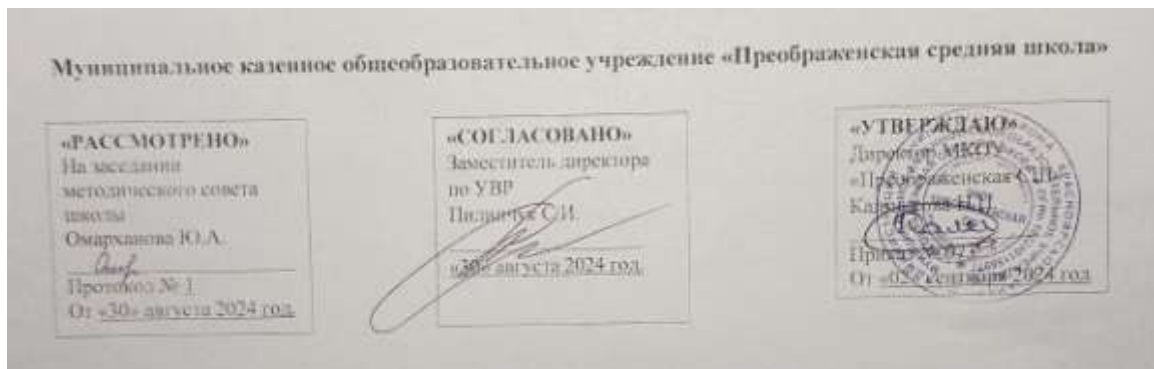 Муниципальное казенное общеобразовательное учреждение «Преображенская средняя школа»
«РАССМОТРЕНО»
На заседании
методического совета
школы
Омарханова Ю.А.
Протокол № 1
От «30» августа 2024 год
«СОГЛАСОВАНО»
Заместитель директора
по УВР
С.И.
«30» августа 2024 год
«УТВЕРЖДАЮ»
Директор МКОУ
«Преображенская СШ»
От «02» сентября 2024 год